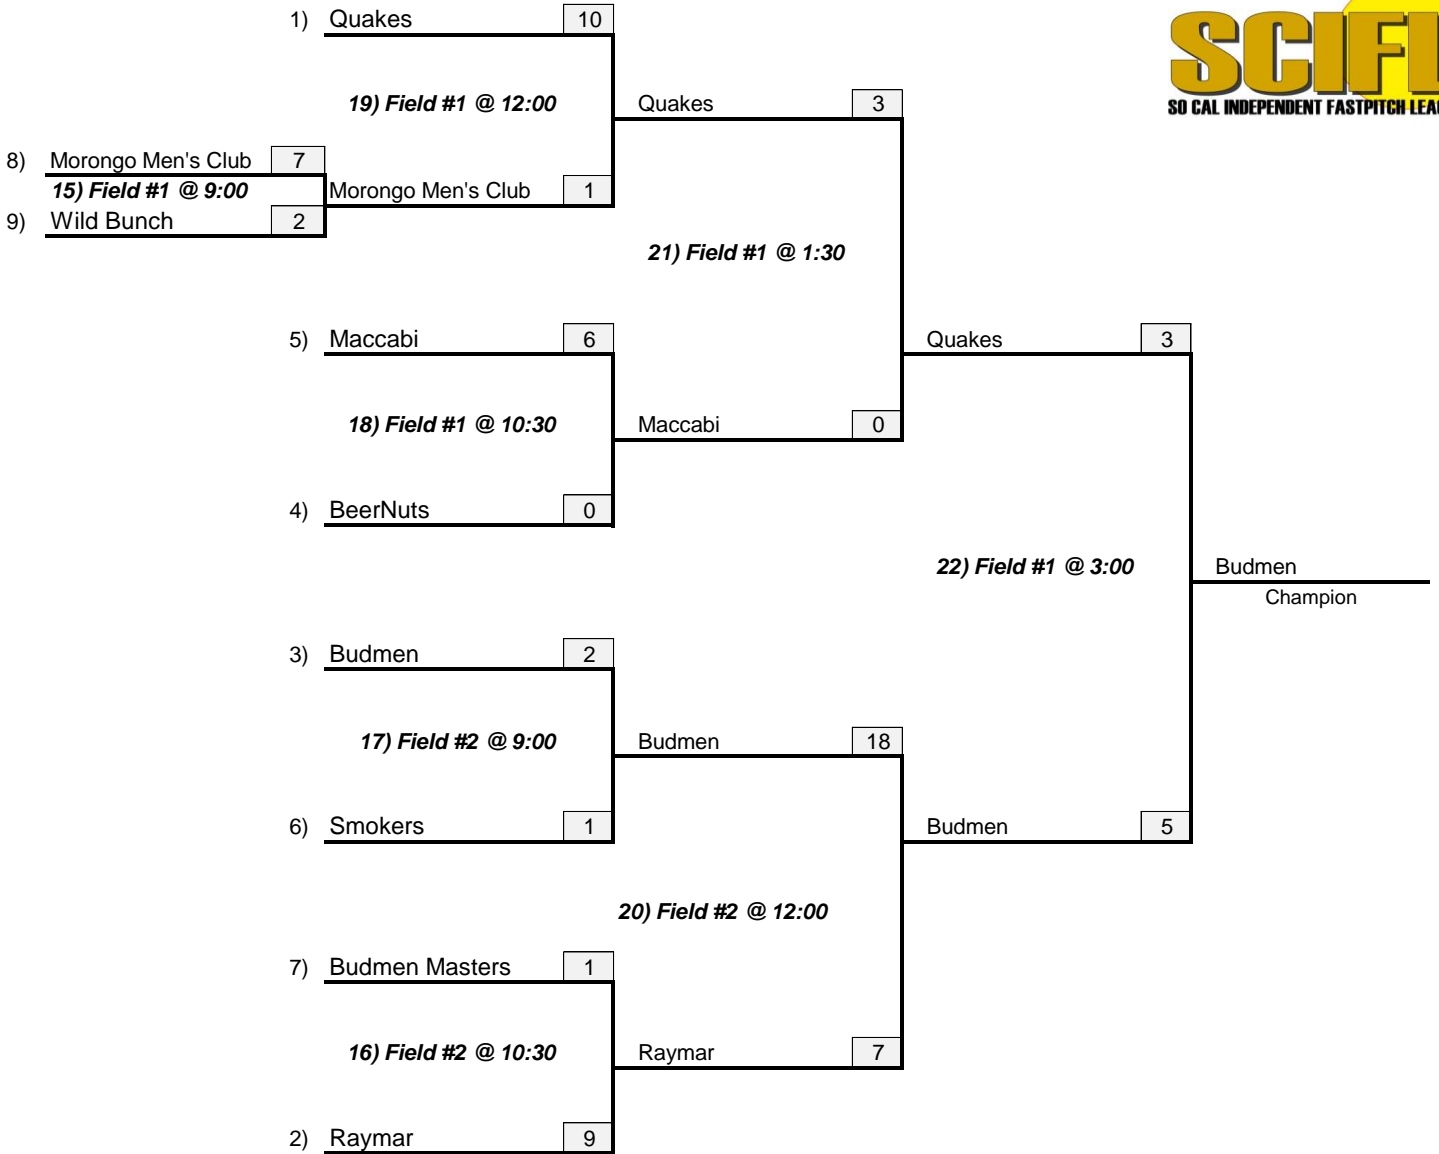 1) Quakes 10
SCIFL
SO CAL INDEPENDENT FASTPITCH
19) Field #1 @ 12:00
Quakes 3
8) Morongo Men's Club 7
15) Field #1 @ 9:00
Morongo Men's Club 1
9) Wild Bunch 2
21) Field #1 @ 1:30
5) Maccabi 6
Quakes 3
18) Field #1 @ 10:30
Maccabi 0
4) BeerNuts 0
22) Field #1 @ 3:00
Budmen
Champion
3) Budmen 2
17) Field #2 @ 9:00
Budmen 18
6) Smokers 1
Budmen 5
20) Field #2 @ 12:00
7) Budmen Masters 1
16) Field #2 @ 10:30
Raymar 7
2) Raymar 9